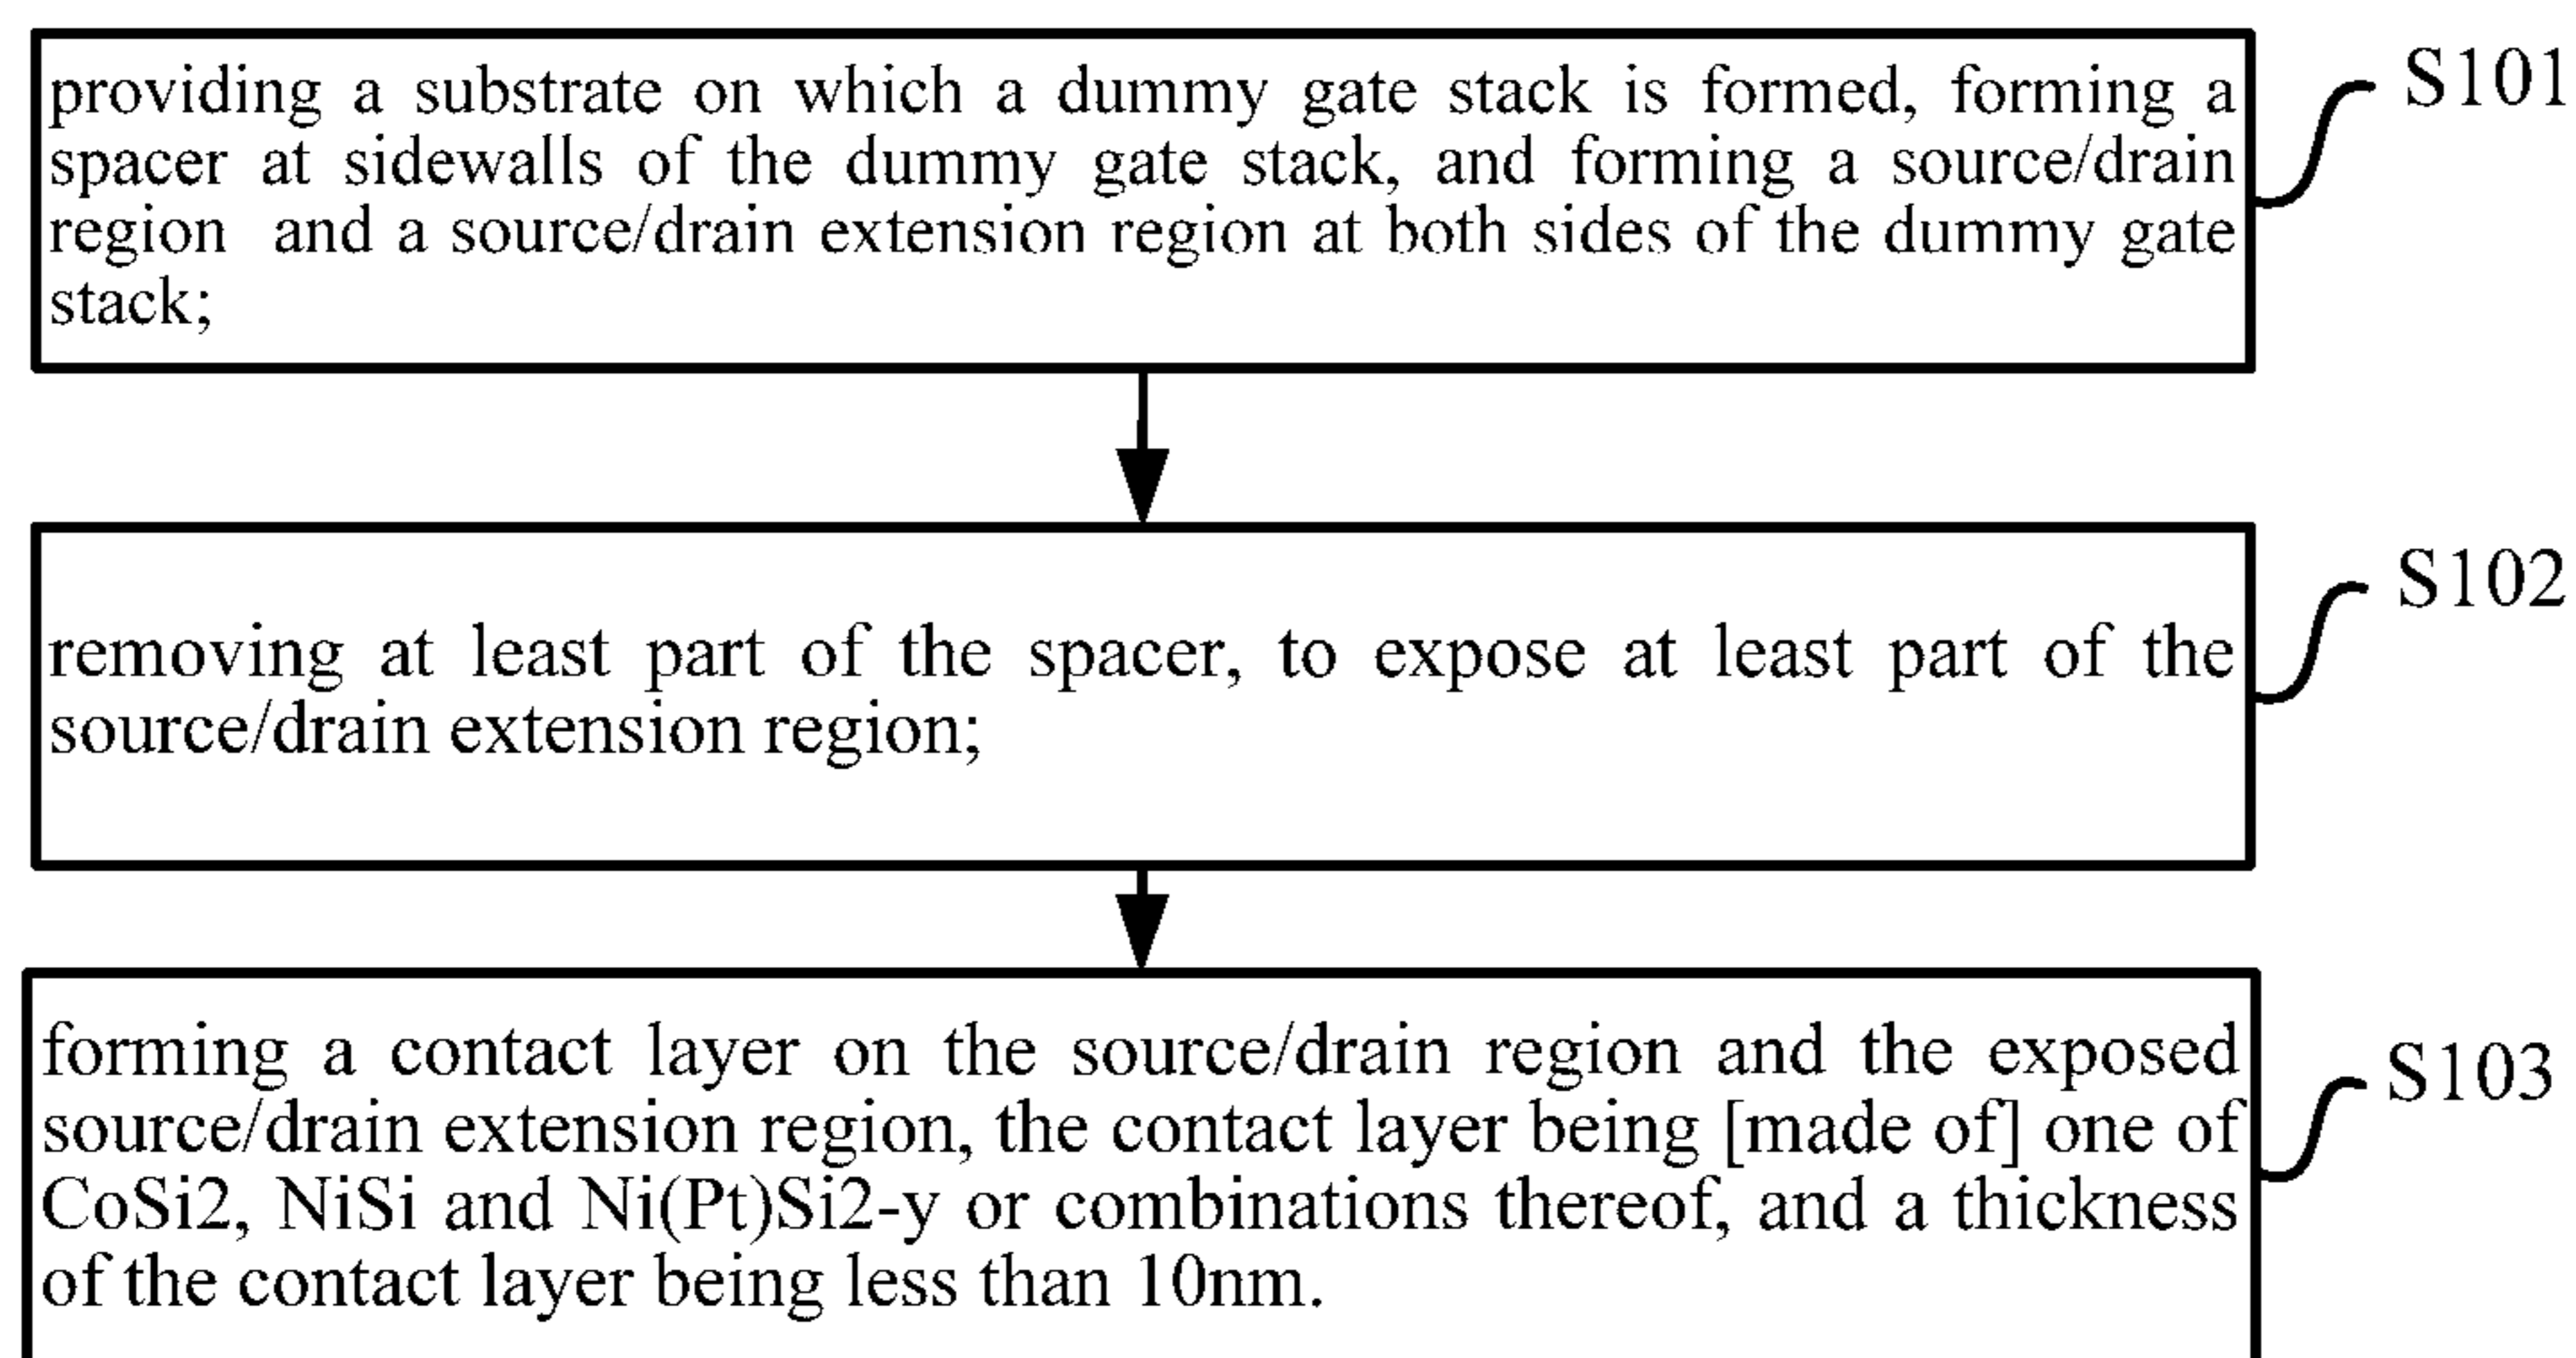 providing a substrate on which a dummy gate stack is formed, forming a
spacer at sidewalls of the dummy gate stack, and forming a source/drain
region and a source/drain extension region at both sides of the dummy gate
stack;
S101
removing at least part of the spacer, to expose at least part of the
source/drain extension region;
S102
forming a contact layer on the source/drain region and the exposed
source/drain extension region, the contact layer being [made of] one of
CoSi2, NiSi and Ni(Pt)Si2-y or combinations thereof, and a thickness
of the contact layer being less than 10nm.
S103